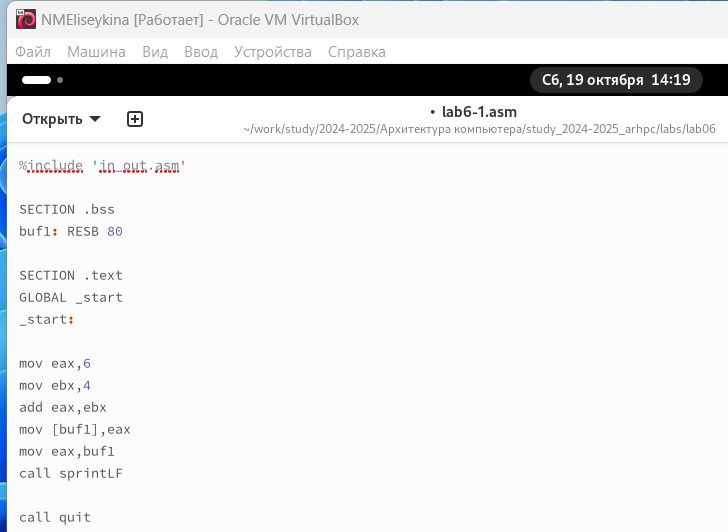 NMEliseykina [Работает] - Oracle VM VirtualBox
Файл Машина Вид Ввод Устройства Справка
Сб, 19 октября 14:19
Открыть
• lab6-1.asm
~/work/study/2024-2025/Архитектура компьютера/study_2024-2025_arhpc/labs/lab06
%include 'in_out.asm'
SECTION .bss
buf1: RESB 80
SECTION .text
GLOBAL _start
_start:
mov eax,6
mov ebx,4
add eax,ebx
mov [buf1],eax
mov eax,buf1
call sprintLF
call quit